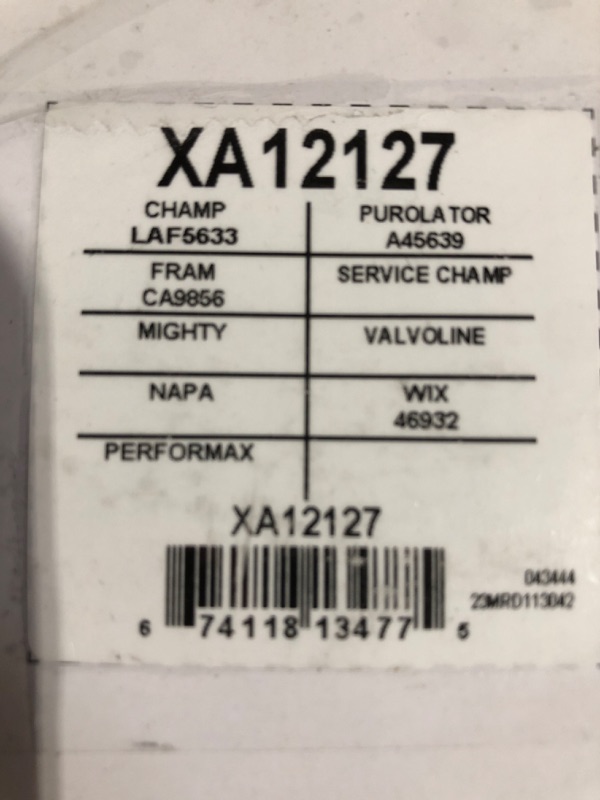 XA12127
CHAMP
LAF5633
PUROLATOR
A45639
FRAM
CA9856
SERVICE CHAMP
MIGHTY
VALVOLINE
NAPA
WIX
46932
PERFORMAX
XA12127
6 74118 13477 5
043444
23MRD113042